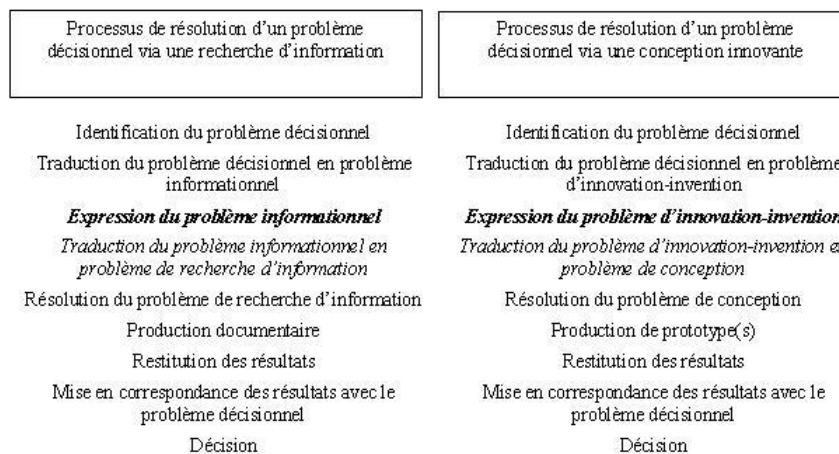 Processus de résolution d'un problème
décisionnel via une recherche d'information
Identification du problème décisionnel
Traduction du problème décisionnel en problème
informationnel
Expression du problème informationnel
Traduction du problème informationnel en
problème de recherche d'information
Résolution du problème de recherche d'information
Production documentaire
Restitution des résultats
Mise en correspondance des résultats avec le
problème décisionnel
Décision
Processus de résolution d'un problème
décisionnel via une conception innovante
Identification du problème décisionnel
Traduction du problème décisionnel en problème
d'innovation-invention
Expression du problème d'innovation-invention
Traduction du problème d'innovation-invention e
problème de conception
Résolution du problème de conception
Production de prototype(s)
Restitution des résultats
Mise en correspondance des résultats avec le
problème décisionnel
Décision